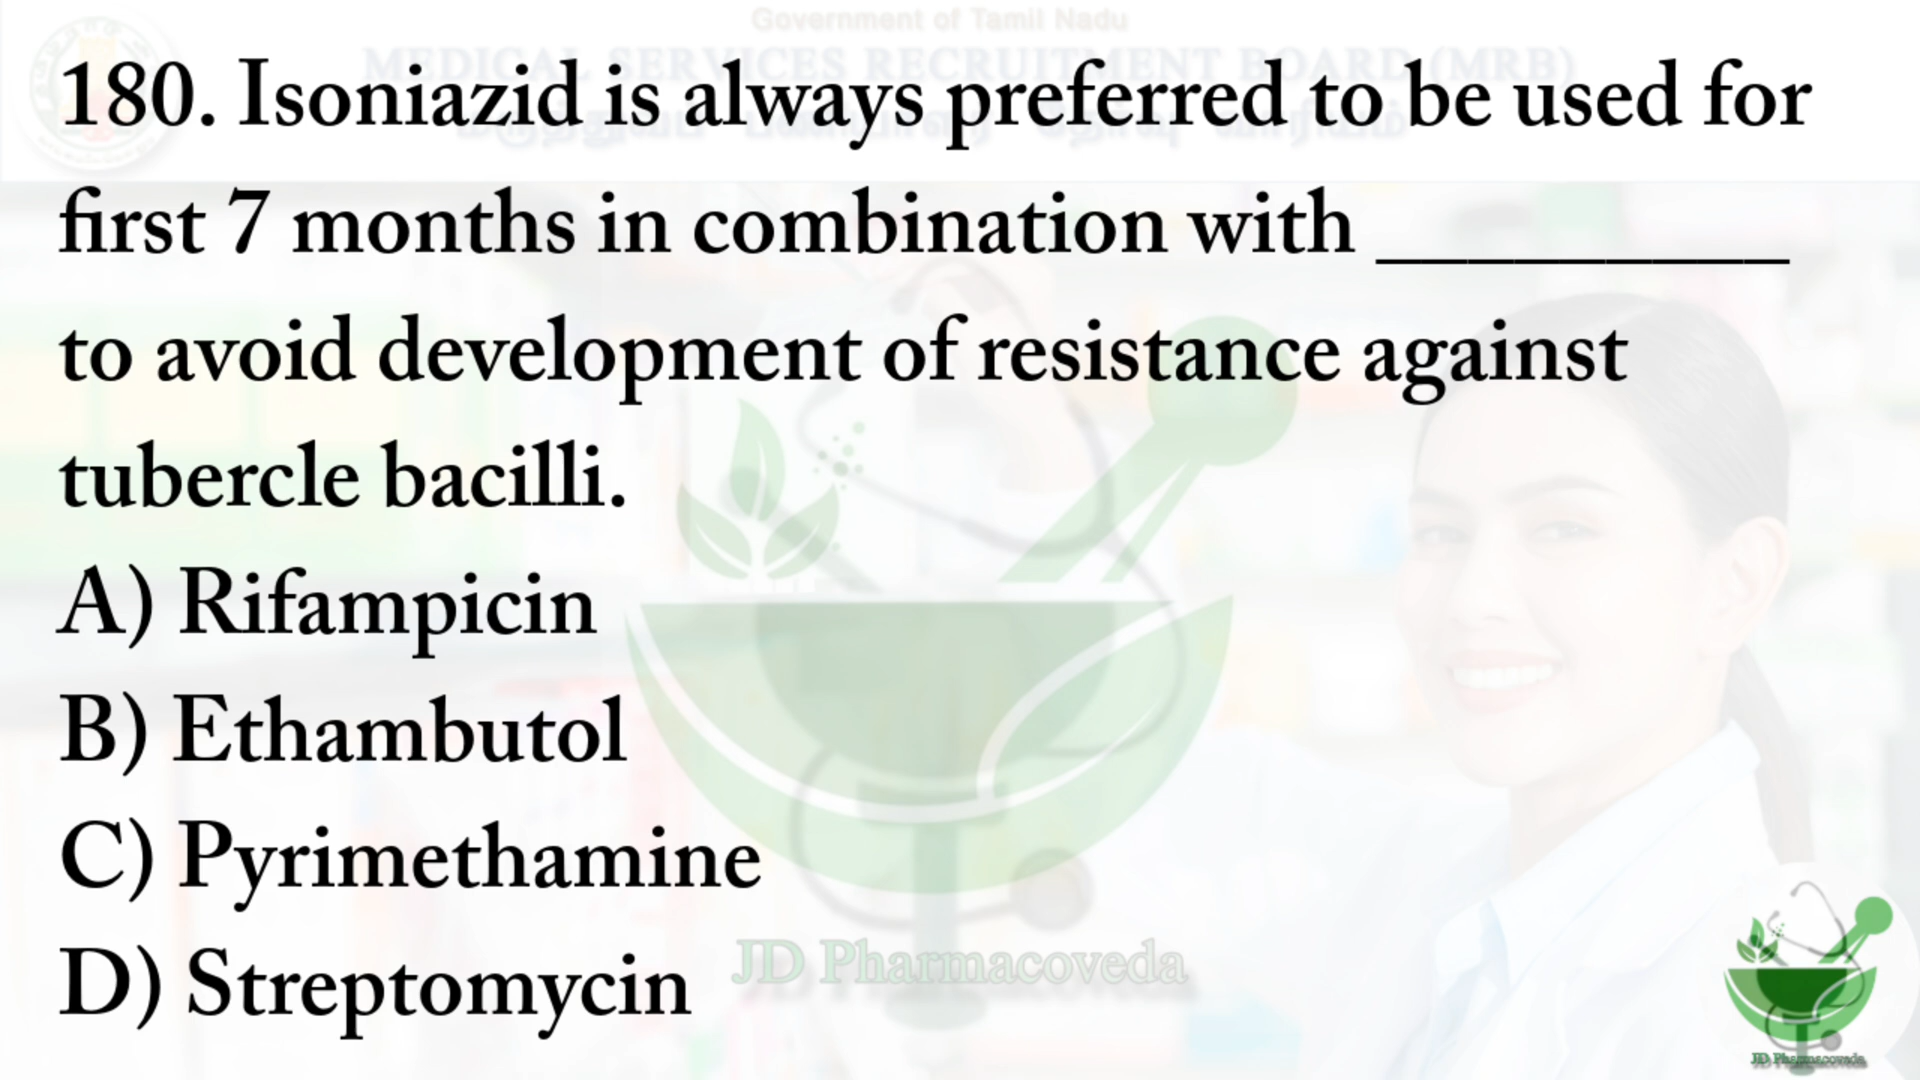 Government of Tamil Nadu
MEDICAL SERVICES RECRUITMENT BOARD (MRB)
180. Isoniazid is always preferred to be used for
first 7 months in combination with _________
to avoid development of resistance against
tubercle bacilli.
A) Rifampicin
B) Ethambutol
C) Pyrimethamine
D) Streptomycin
JD Pharmacoveda
JD Pharmacoveda